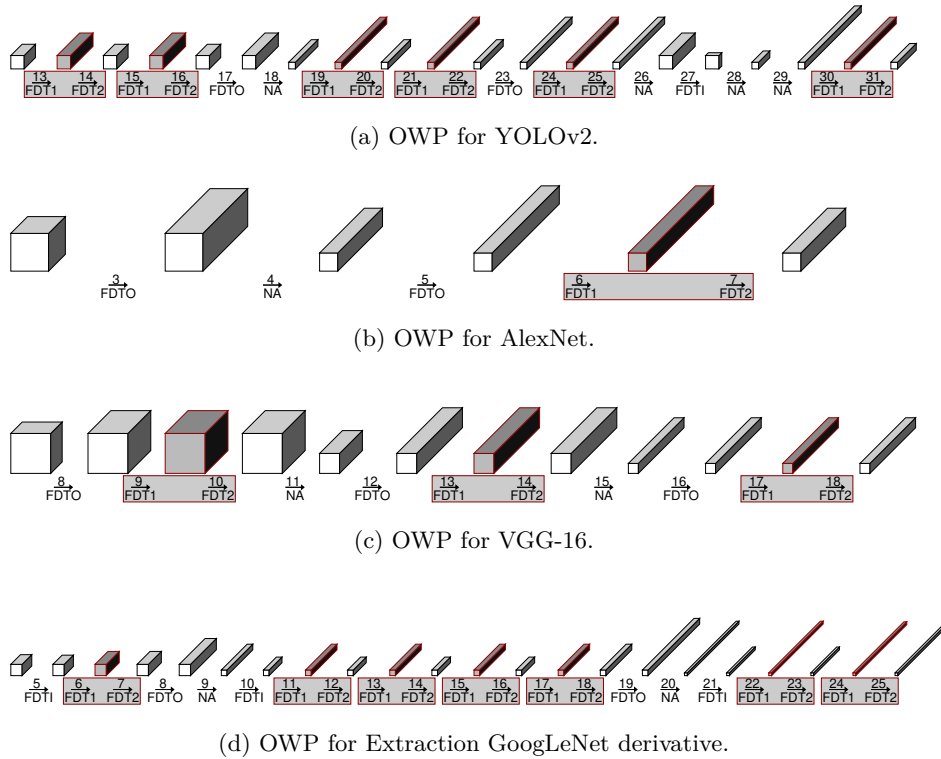 13 14 15 16 17 18 19 20 21 22 23 24 25 26 27 28 29 30 31
FDT1 FDT2 FDT1 FDT2 FDTO NA FDT1 FDT2 FDT1 FDT2 FDTO FDT1 FDT2 NA FDTI NA NA FDT1 FDT2
(a) OWP for YOLOv2.
3 4 5 6 7
FDTO NA FDTO FDT1 FDT2
(b) OWP for AlexNet.
8 9 10 11 12 13 14 15 16 17 18
FDTO FDT1 FDT2 NA FDTO FDT1 FDT2 NA FDTO FDT1 FDT2
(c) OWP for VGG-16.
5 6 7 8 9 10 11 12 13 14 15 16 17 18 19 20 21 22 23 24 25
FDTI FDT1 FDT2 FDTO NA FDTI FDT1 FDT2 FDT1 FDT2 FDT1 FDT2 FDT1 FDT2 FDTO NA FDTI FDT1 FDT2 FDT1 FDT2
(d) OWP for Extraction GoogLeNet derivative.